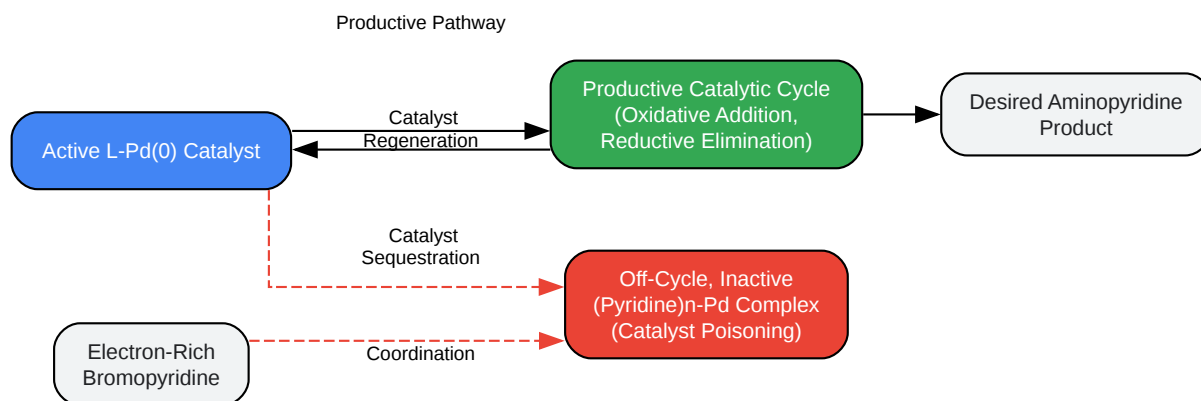 Productive Pathway
Productive Catalytic Cycle
(Oxidative Addition,
Reductive Elimination)
Desired Aminopyridine
Product
Catalyst
Regeneration
Active L-Pd(0) Catalyst
Catalyst
Sequestration
Off-Cycle, Inactive
(Pyridine)n-Pd Complex
(Catalyst Poisoning)
Electron-Rich
Bromopyridine
Coordination